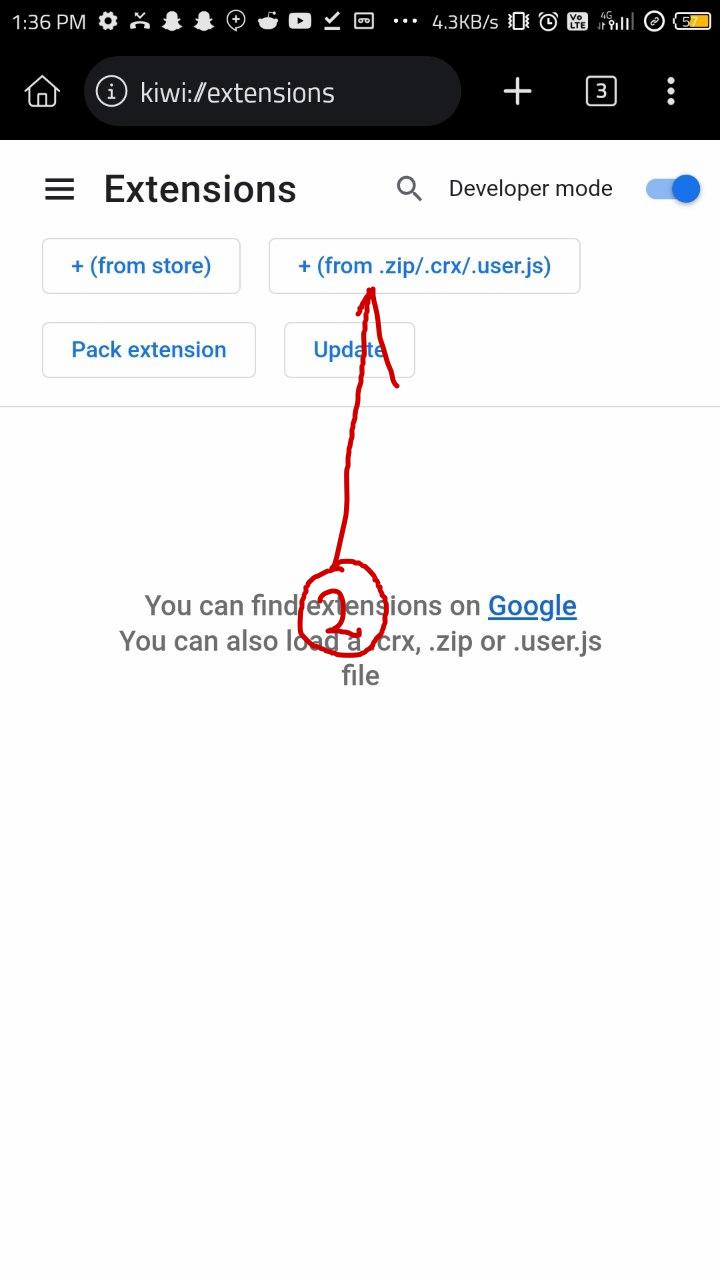 1:36 PM 4.3KB/s Vo LTE 4G 57
kiwi://extensions 3
Extensions Developer mode
+ (from store) + (from .zip/.crx/.user.js)
Pack extension Update
2
You can find extensions on Google
You can also load a .crx, .zip or .user.js
file